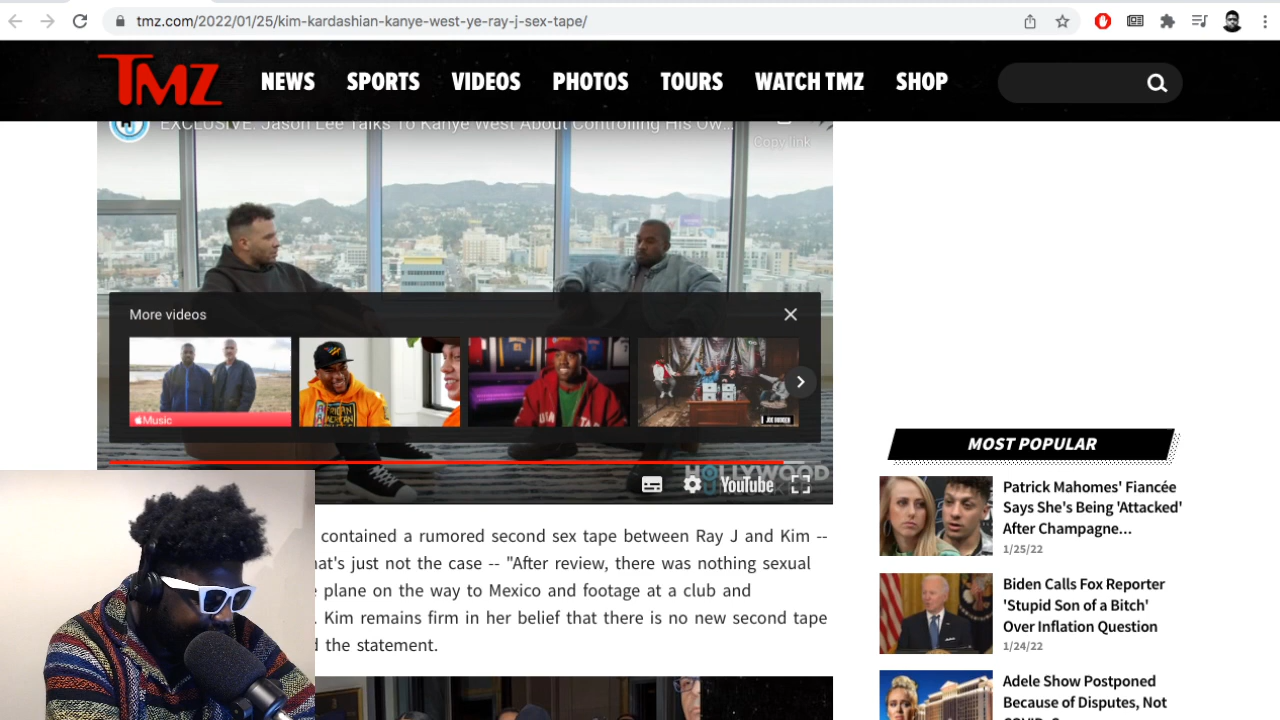 tmz.com/2022/01/25/kim-kardashian-kanye-west-ye-ray-j-sex-tape/
TMZ
NEWS SPORTS VIDEOS PHOTOS TOURS WATCH TMZ SHOP
EXCLUSIVE: Jason Lee Talks To Kanye West About Controlling His Ow...
Copy link
More videos
Music
JOE BUDDEN
HOLLYWOOD
YouTube
contained a rumored second sex tape between Ray J and Kim --
hat's just not the case -- "After review, there was nothing sexual
plane on the way to Mexico and footage at a club and
. Kim remains firm in her belief that there is no new second tape
d the statement.
MOST POPULAR
Patrick Mahomes' Fiancée
Says She's Being 'Attacked'
After Champagne...
1/25/22
Biden Calls Fox Reporter
'Stupid Son of a Bitch'
Over Inflation Question
1/24/22
Adele Show Postponed
Because of Disputes, Not